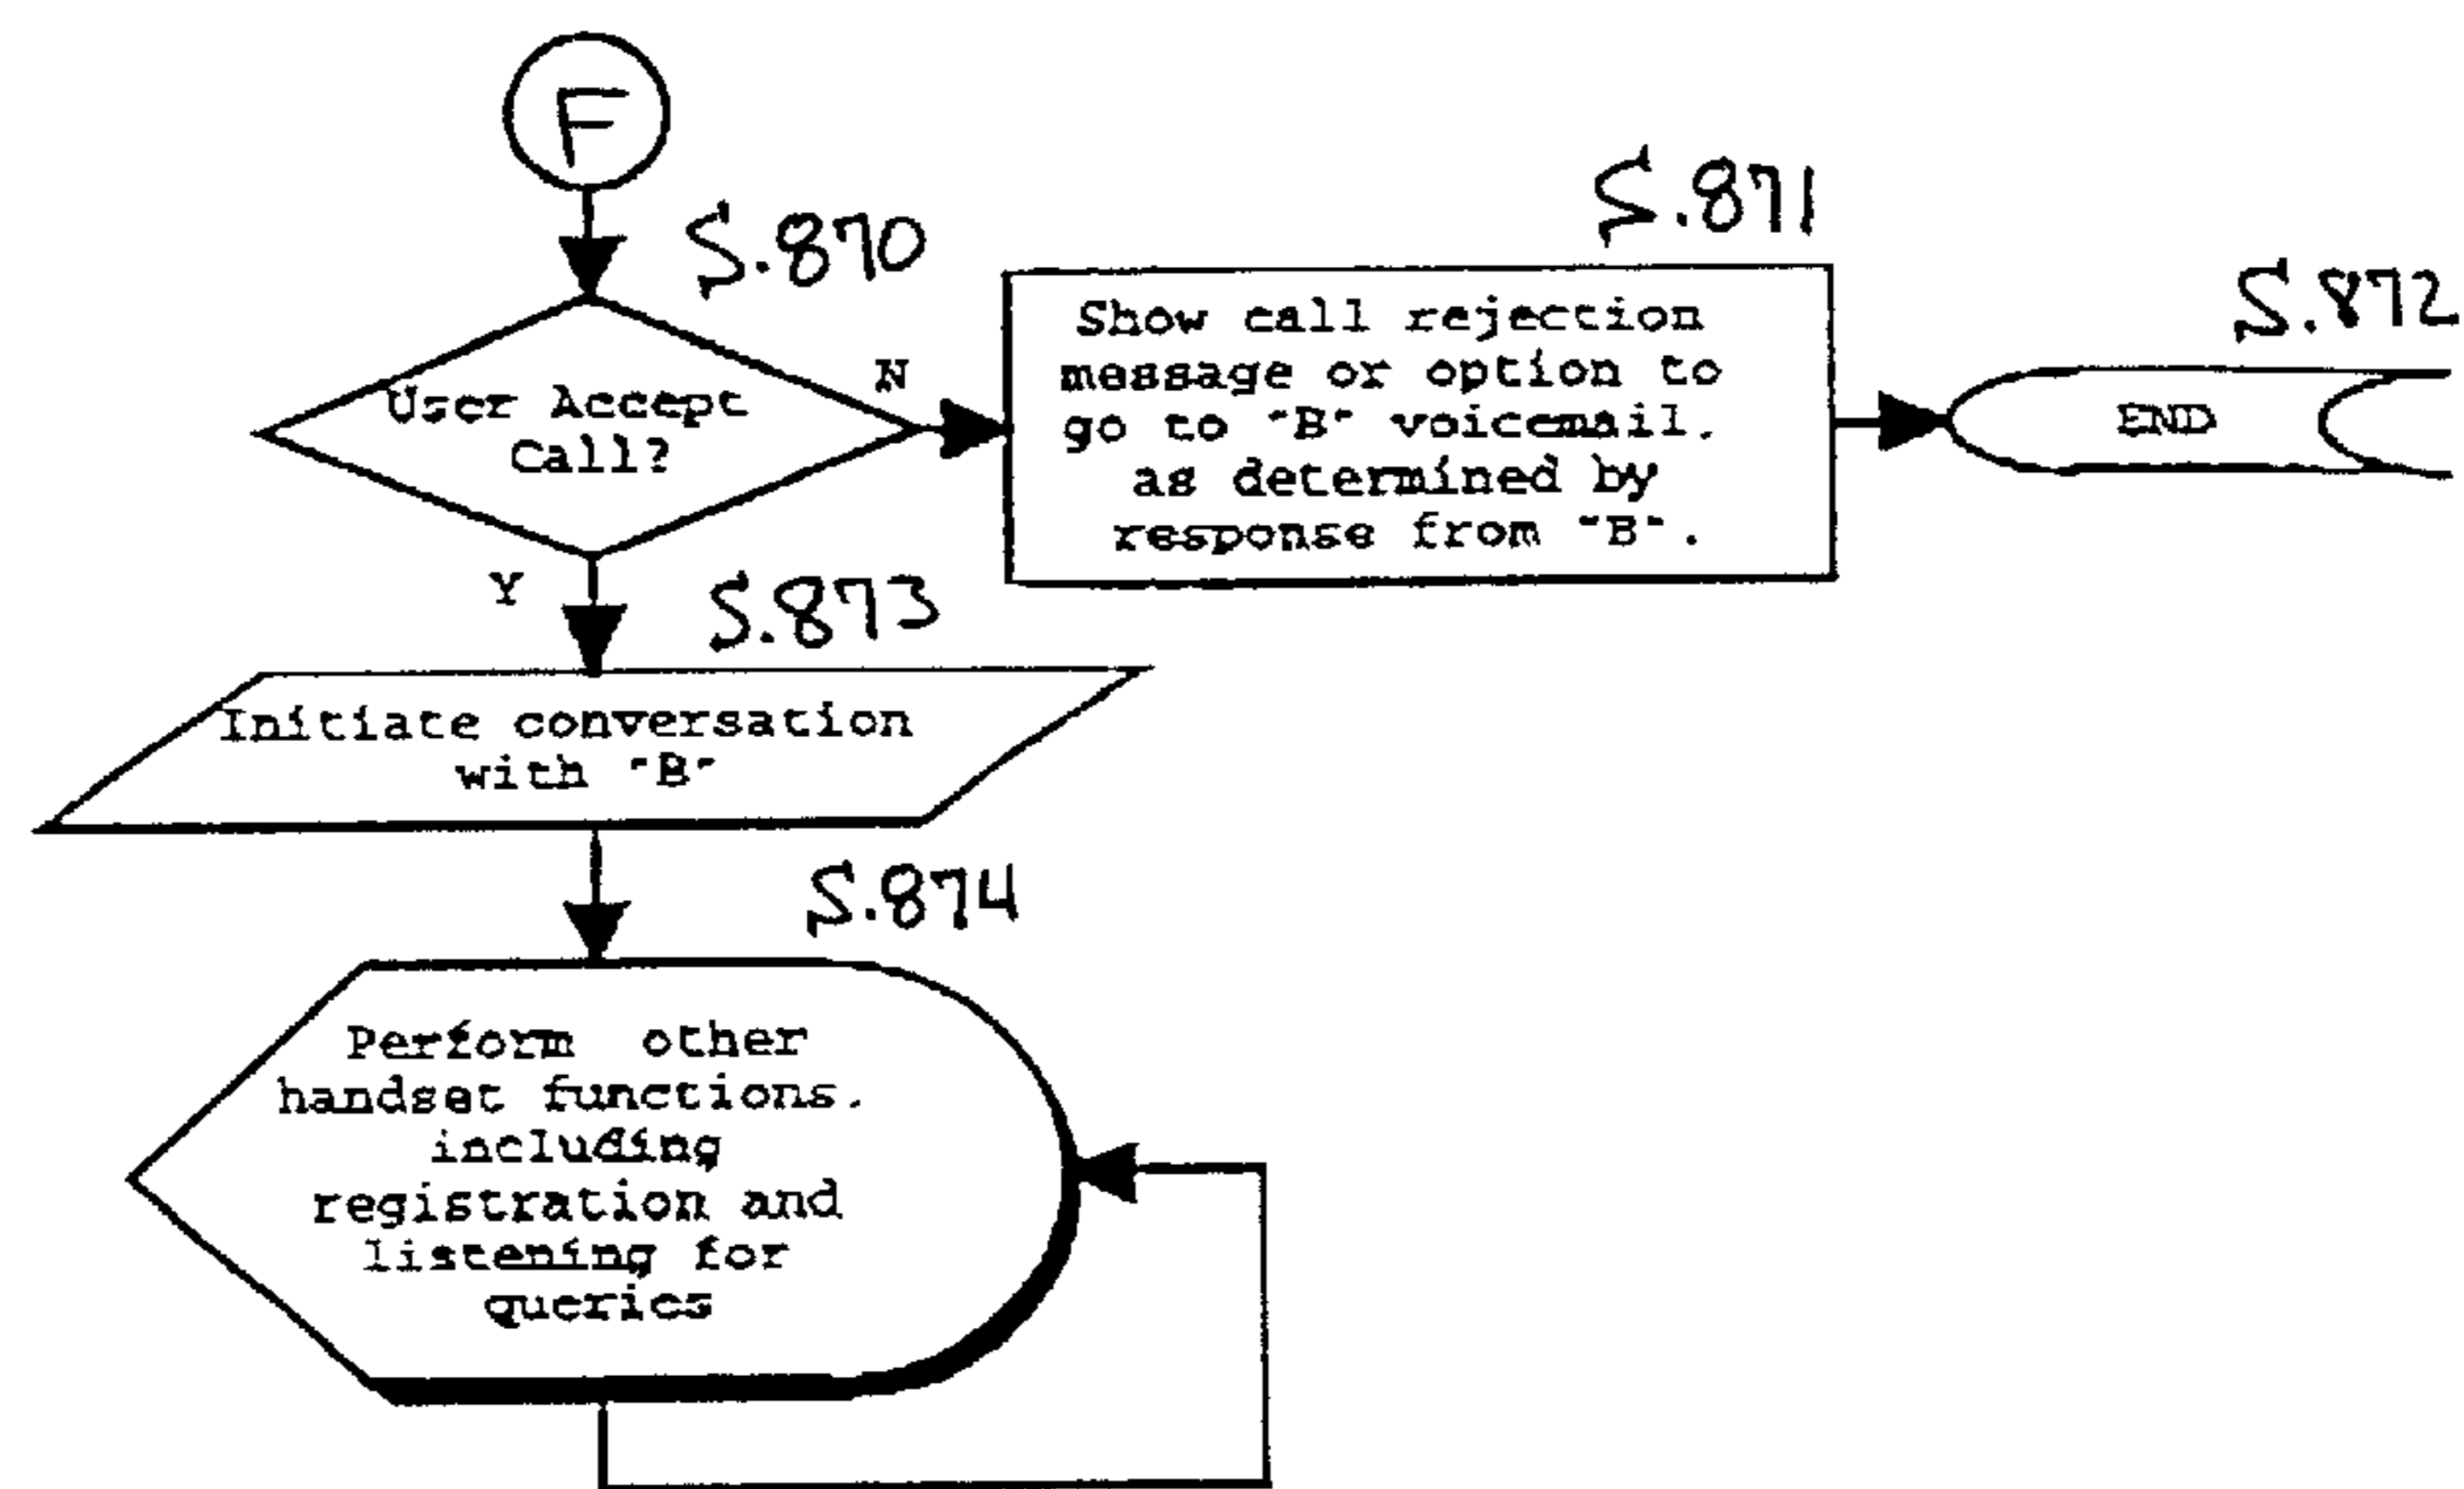 F
S.870
User Accept
Call?
N
Y
S.871
Show call rejection
message or option to
go to "B" voicemail,
as determined by
response from "B".
S.872
END
S.873
Initiate conversation
with "B"
S.874
Perform other
handset functions,
including
registration and
listening for
queries